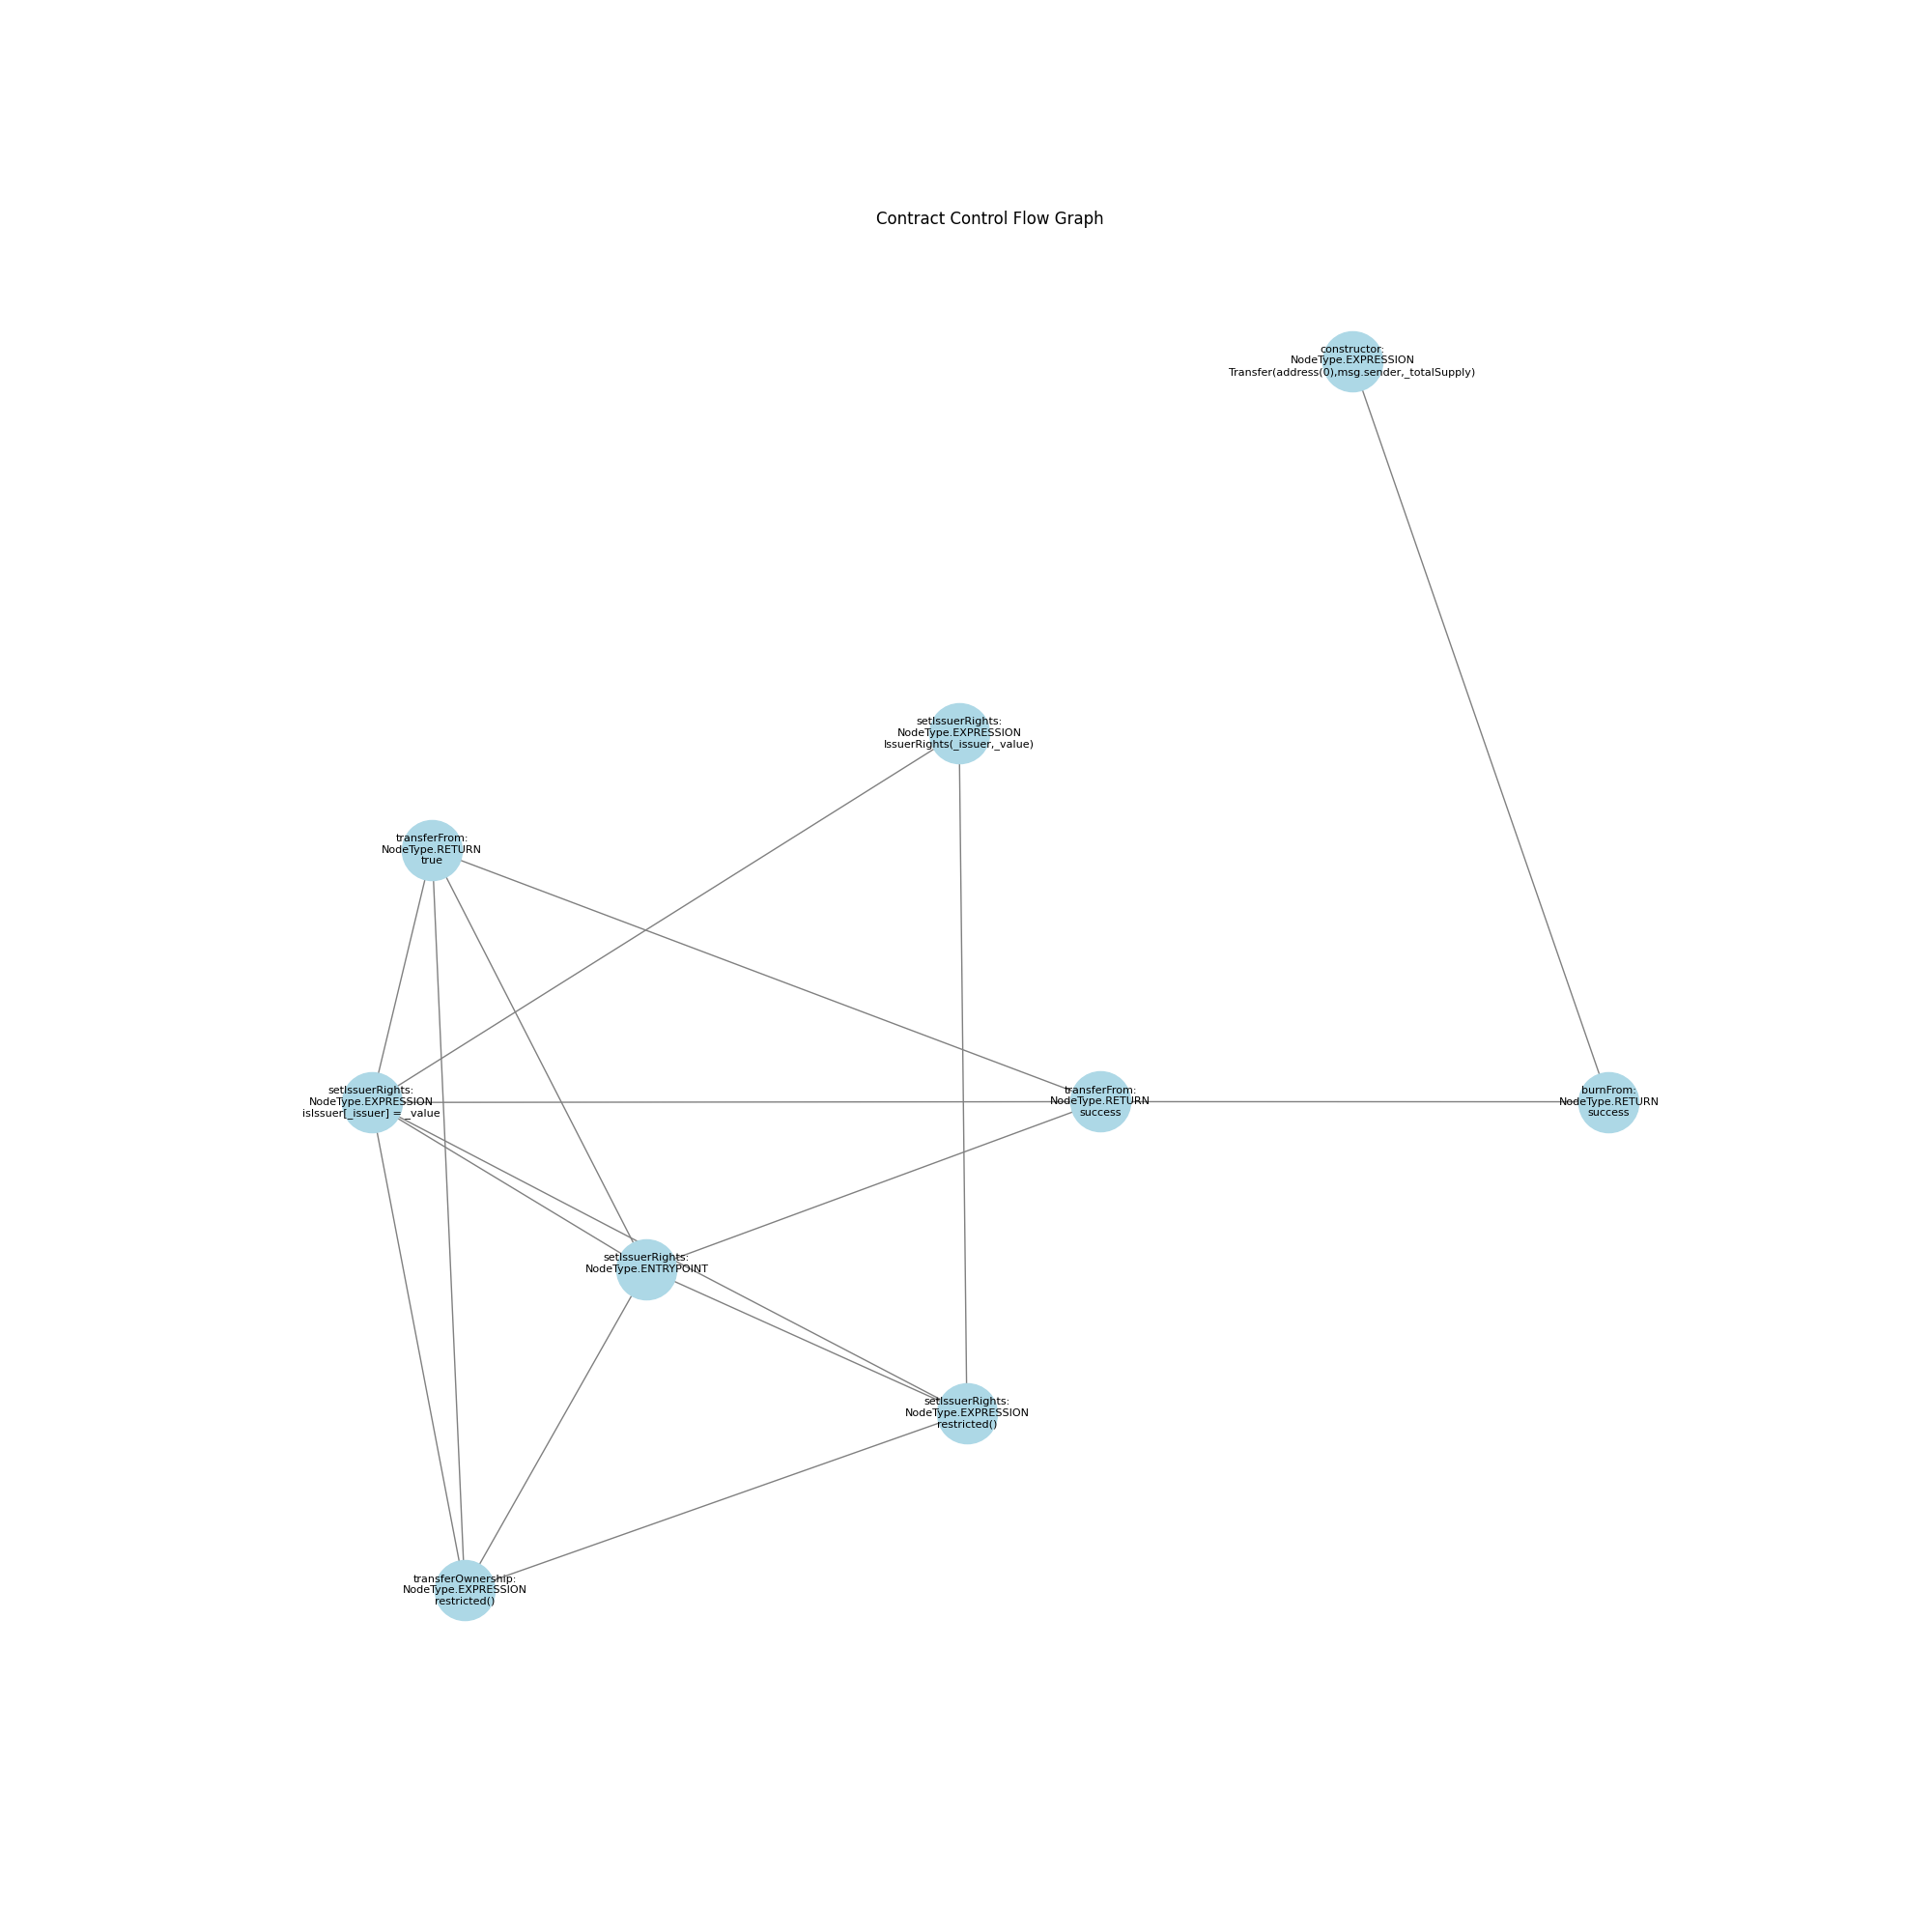 Contract Control Flow Graph
constructor:
NodeType.EXPRESSION
Transfer(address(0),msg.sender,_totalSupply)
setIssuerRights:
NodeType.EXPRESSION
IssuerRights(_issuer,_value)
transferFrom:
NodeType.RETURN
true
setIssuerRights:
NodeType.EXPRESSION
isIssuer[_issuer] = _value
transferFrom:
NodeType.RETURN
success
burnFrom:
NodeType.RETURN
success
setIssuerRights:
NodeType.ENTRYPOINT
setIssuerRights:
NodeType.EXPRESSION
restricted()
transferOwnership:
NodeType.EXPRESSION
restricted()